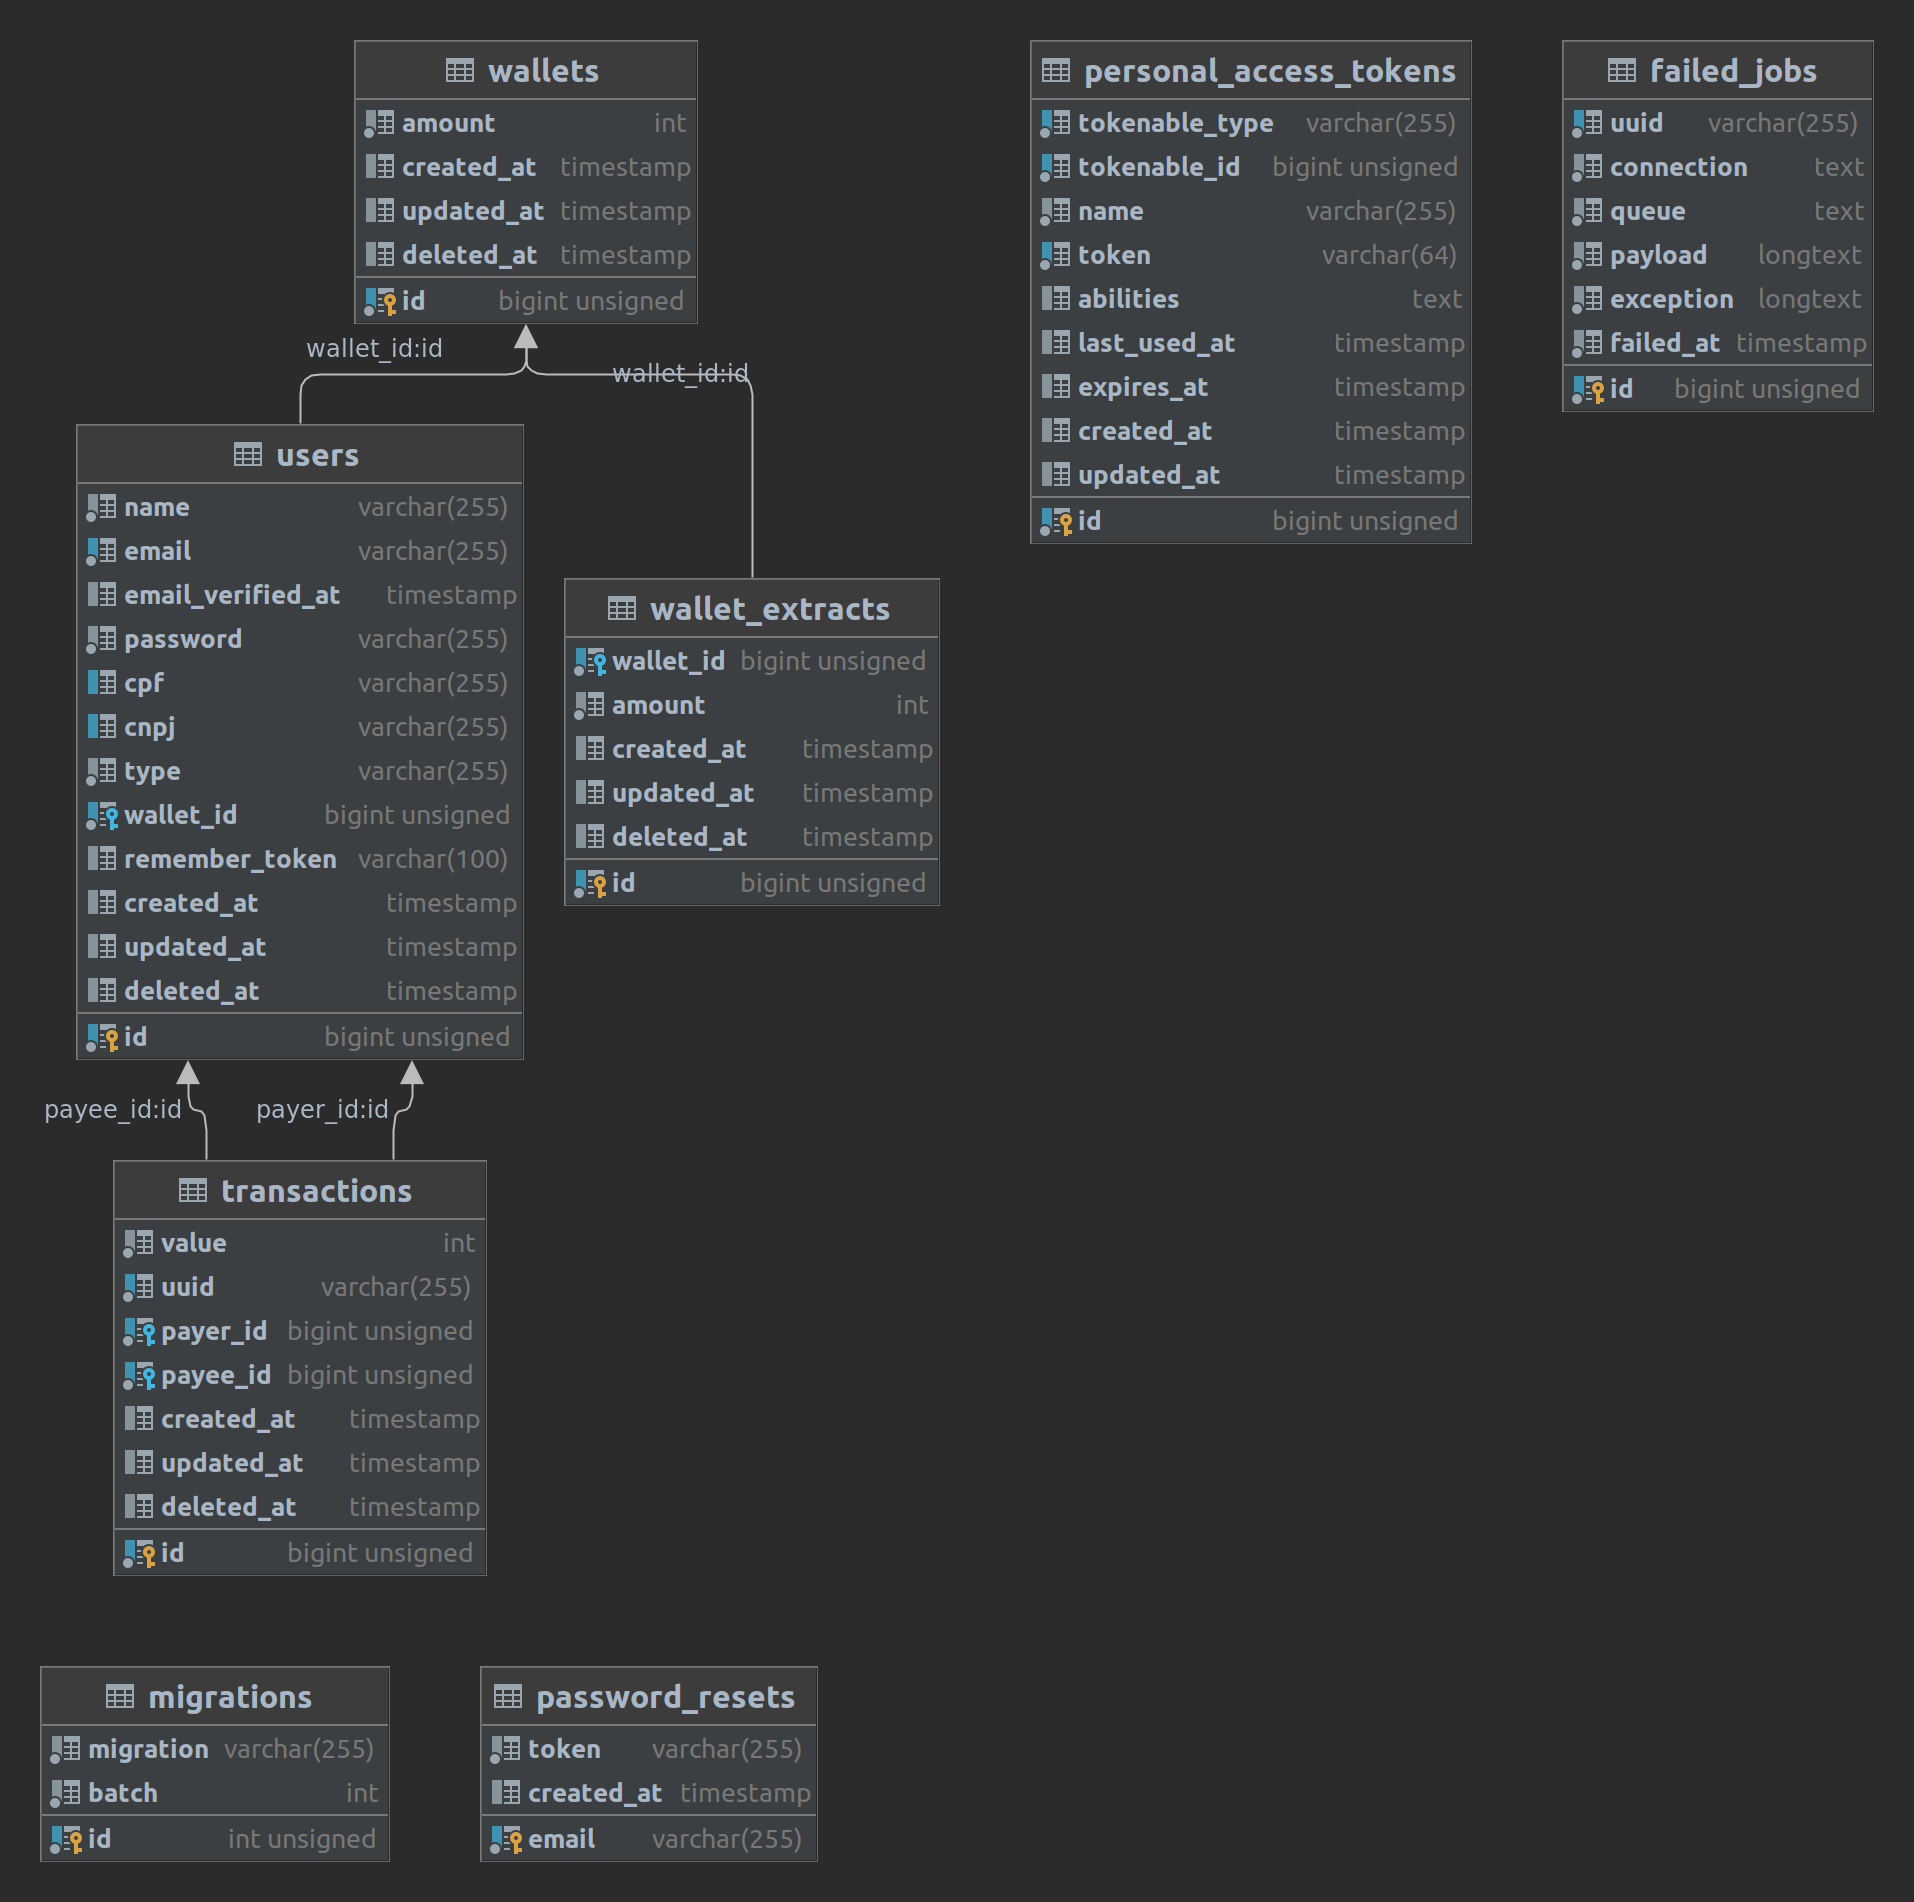 wallets
amount int
created_at timestamp
updated_at timestamp
deleted_at timestamp
id bigint unsigned
personal_access_tokens
tokenable_type varchar(255)
tokenable_id bigint unsigned
name varchar(255)
token varchar(64)
abilities text
last_used_at timestamp
expires_at timestamp
created_at timestamp
updated_at timestamp
id bigint unsigned
failed_jobs
uuid varchar(255)
connection text
queue text
payload longtext
exception longtext
failed_at timestamp
id bigint unsigned
wallet_id:id
wallet_id:id
users
name varchar(255)
email varchar(255)
email_verified_at timestamp
password varchar(255)
cpf varchar(255)
cnpj varchar(255)
type varchar(255)
wallet_id bigint unsigned
remember_token varchar(100)
created_at timestamp
updated_at timestamp
deleted_at timestamp
id bigint unsigned
wallet_extracts
wallet_id bigint unsigned
amount int
created_at timestamp
updated_at timestamp
deleted_at timestamp
id bigint unsigned
payee_id:id
payer_id:id
transactions
value int
uuid varchar(255)
payer_id bigint unsigned
payee_id bigint unsigned
created_at timestamp
updated_at timestamp
deleted_at timestamp
id bigint unsigned
migrations
migration varchar(255)
batch int
id int unsigned
password_resets
token varchar(255)
created_at timestamp
email varchar(255)